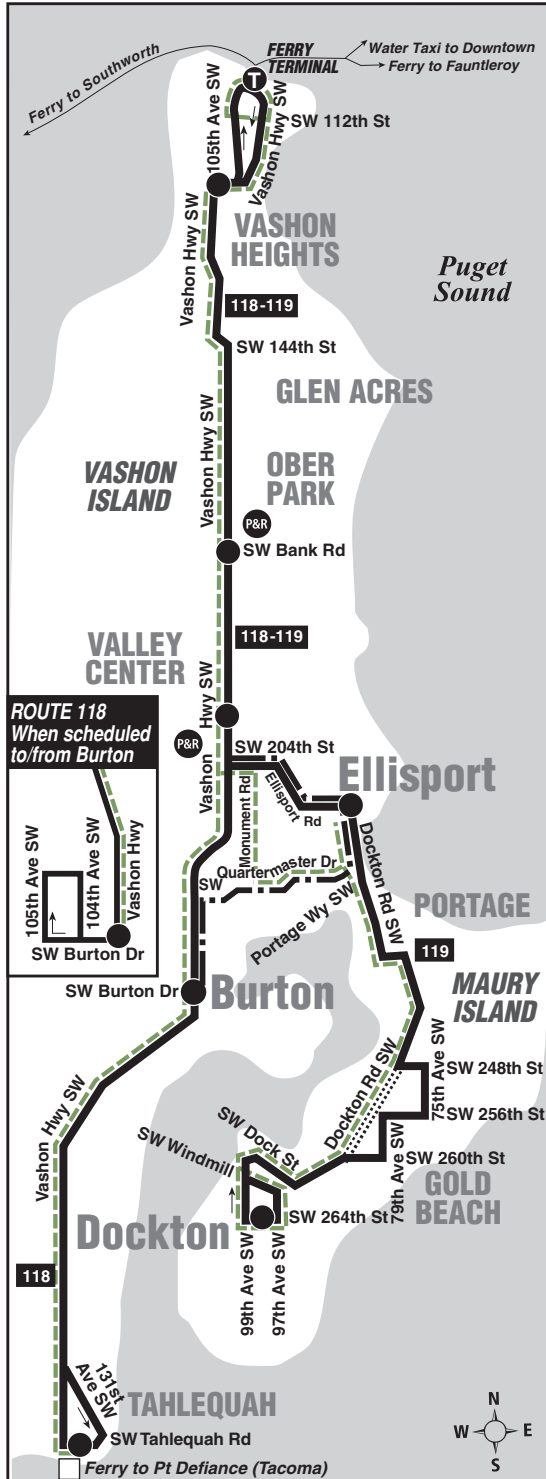 FERRY
TERMINAL
Water Taxi to Downtown
Ferry to Fauntleroy
Ferry to Southworth
T
105th Ave SW
SW 112th St
Vashon Hwy SW
VASHON
HEIGHTS
Vashon Hwy SW
Puget
Sound
118-119
SW 144th St
GLEN ACRES
Vashon Hwy SW
VASHON
ISLAND
OBER
PARK
P&R
SW Bank Rd
118-119
VALLEY
CENTER
Vashon Hwy SW
P&R
ROUTE 118
When scheduled
to/from Burton
105th Ave SW
104th Ave SW
Vashon Hwy
SW Burton Dr
SW 204th St
Ellisport
Monument Rd
Ellisport
Rd
Dockton Rd SW
SW Quartermaster Dr
Portage Wy SW
PORTAGE
119
SW Burton Dr
Burton
MAURY
ISLAND
Dockton Rd SW
75th Ave SW
SW 248th St
SW 256th St
Vashon Hwy SW
SW Dock St
SW Windmill
79th Ave SW
SW 260th St
GOLD
BEACH
Dockton
SW 264th St
99th Ave SW
97th Ave SW
118
131st
Ave SW
TAHLEQUAH
SW Tahlequah Rd
Ferry to Pt Defiance (Tacoma)
N
W
E
S